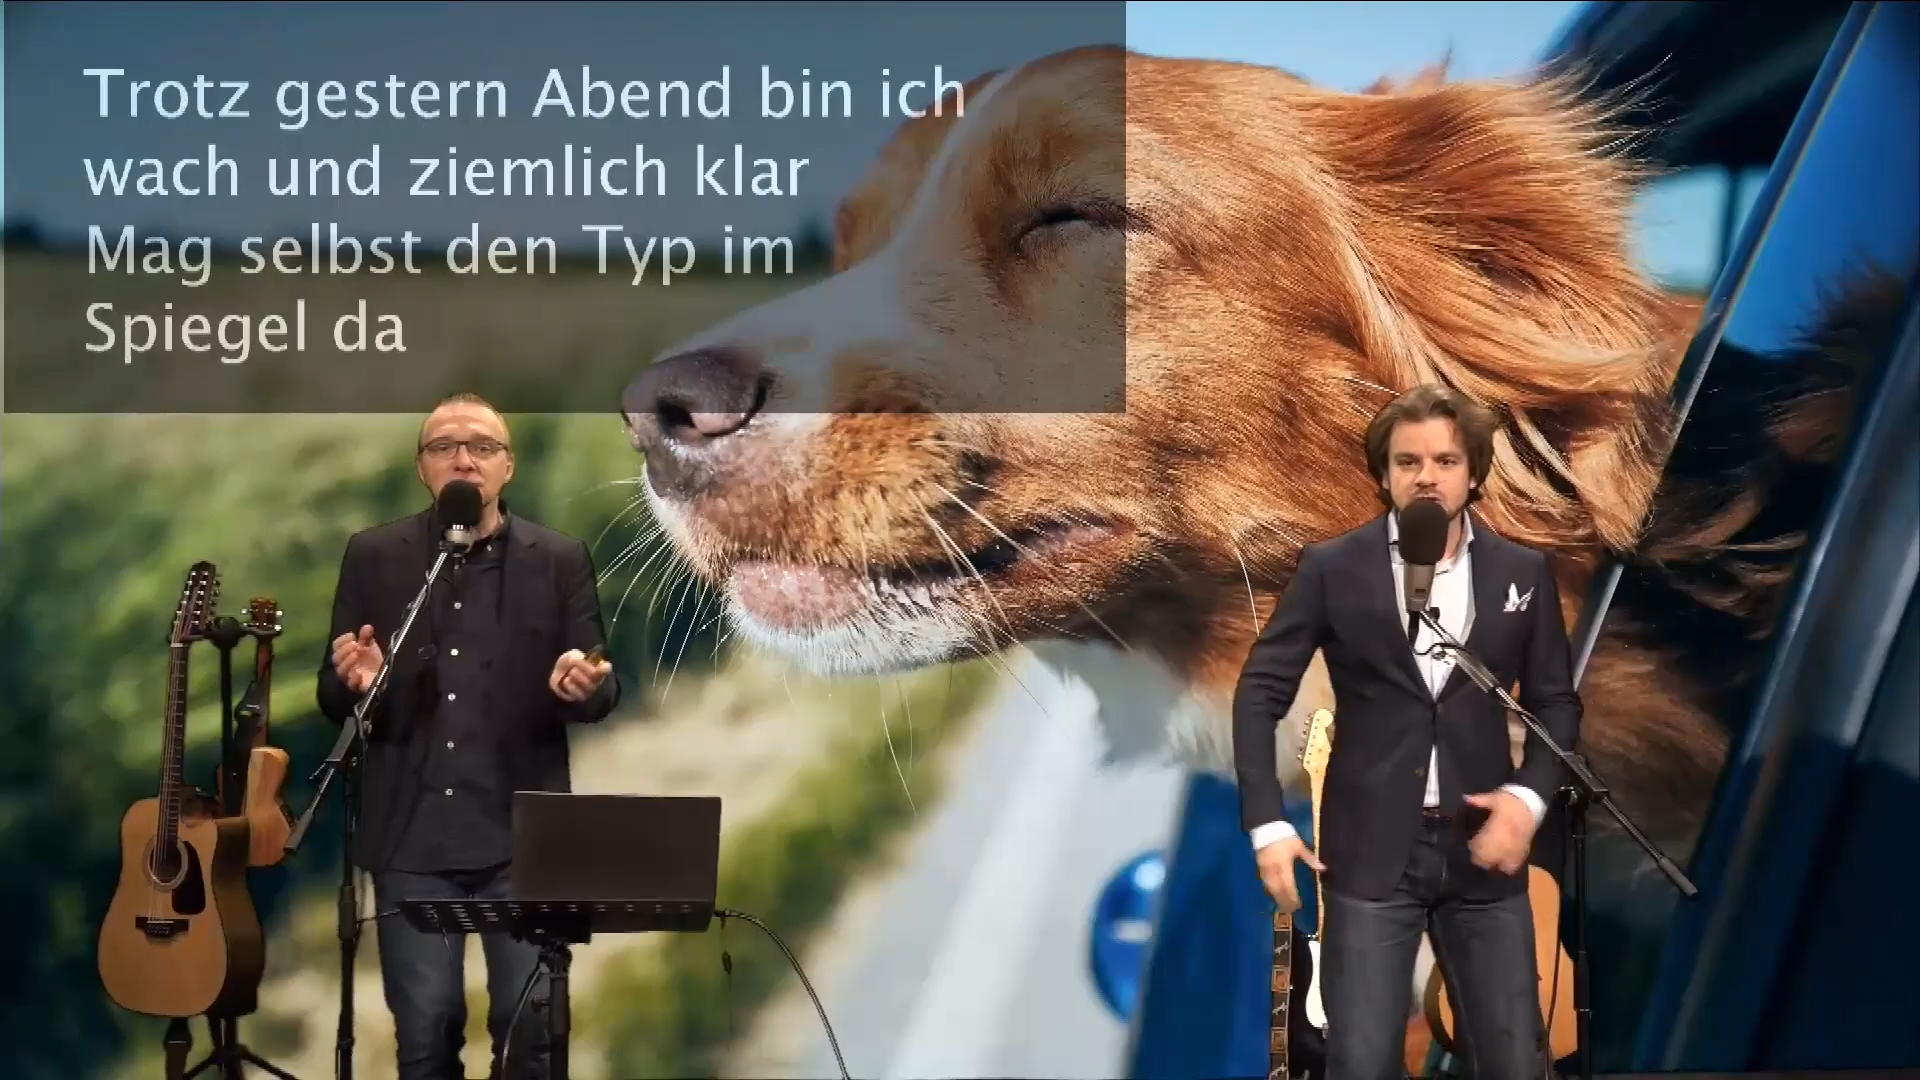 Trotz gestern Abend bin ich
wach und ziemlich klar
Mag selbst den Typ im
Spiegel da